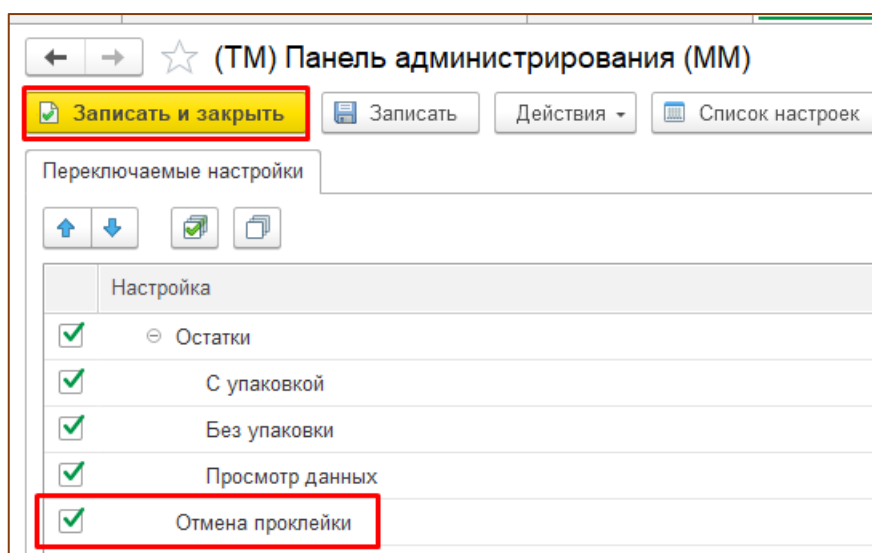 (ТМ) Панель администрирования (ММ)
Записать и закрыть Записать Действия Список настроек
Переключаемые настройки
Настройка
Остатки
С упаковкой
Без упаковки
Просмотр данных
Отмена проклейки